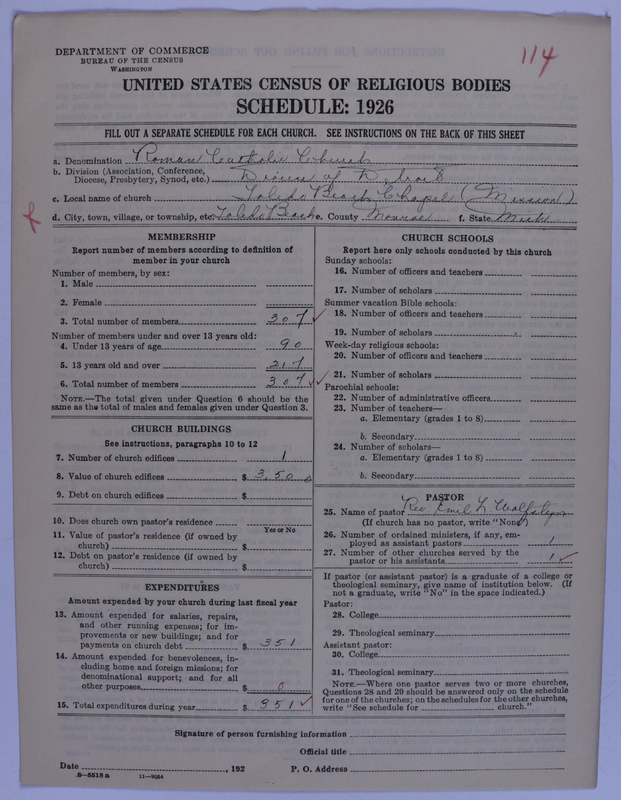 DEPARTMENT OF COMMERCE
BUREAU OF THE CENSUS
WASHINGTON
114
UNITED STATES CENSUS OF RELIGIOUS BODIES
SCHEDULE: 1926
FILL OUT A SEPARATE SCHEDULE FOR EACH CHURCH. SEE INSTRUCTIONS ON THE BACK OF THIS SHEET
a. Denomination Roman Catholic Church
b. Division (Association, Conference,
Diocese, Presbytery, Synod, etc.) Diocese of Detroit
c. Local name of church Toledo Beach Chapel (Mission)
d. City, town, village, or township, etc. Toledo Beach e. County Monroe f. State Mich
MEMBERSHIP
Report number of members according to definition of
member in your church
Number of members, by sex:
1. Male
2. Female
3. Total number of members 307
Number of members under and over 13 years old:
4. Under 13 years of age 90
5. 13 years old and over 217
6. Total number of members 307
NOTE.—The total given under Question 6 should be the
same as the total of males and females given under Question 3.
CHURCH BUILDINGS
See instructions, paragraphs 10 to 12
7. Number of church edifices 1
8. Value of church edifices $ 3500
9. Debt on church edifices $
10. Does church own pastor's residence
Yes or No
11. Value of pastor's residence (if owned by
church) $
12. Debt on pastor's residence (if owned by
church) $
EXPENDITURES
Amount expended by your church during last fiscal year
13. Amount expended for salaries, repairs,
and other running expenses; for im-
provements or new buildings; and for
payments on church debt $ 351
14. Amount expended for benevolences, in-
cluding home and foreign missions; for
denominational support; and for all
other purposes $ 0
15. Total expenditures during year $ 351
CHURCH SCHOOLS
Report here only schools conducted by this church
Sunday schools:
16. Number of officers and teachers
17. Number of scholars
Summer vacation Bible schools:
18. Number of officers and teachers
19. Number of scholars
Week-day religious schools:
20. Number of officers and teachers
21. Number of scholars
Parochial schools:
22. Number of administrative officers
23. Number of teachers—
a. Elementary (grades 1 to 8)
b. Secondary
24. Number of scholars—
a. Elementary (grades 1 to 8)
b. Secondary
PASTOR
25. Name of pastor Rev. Emil L.
(If church has no pastor, write "None")
26. Number of ordained ministers, if any, em-
ployed as assistant pastors 1
27. Number of other churches served by the
pastor or his assistants 1
If pastor (or assistant pastor) is a graduate of a college or
theological seminary, give name of institution below. (If
not a graduate, write "No" in the space indicated.)
Pastor:
28. College
29. Theological seminary
Assistant pastor:
30. College
31. Theological seminary
NOTE.—Where one pastor serves two or more churches,
Questions 28 and 29 should be answered only on the schedule
for one of the churches; on the schedules for the other churches,
write "See schedule for church."
Signature of person furnishing information
Official title
Date , 192 P. O. Address
8—5518a 11—9054